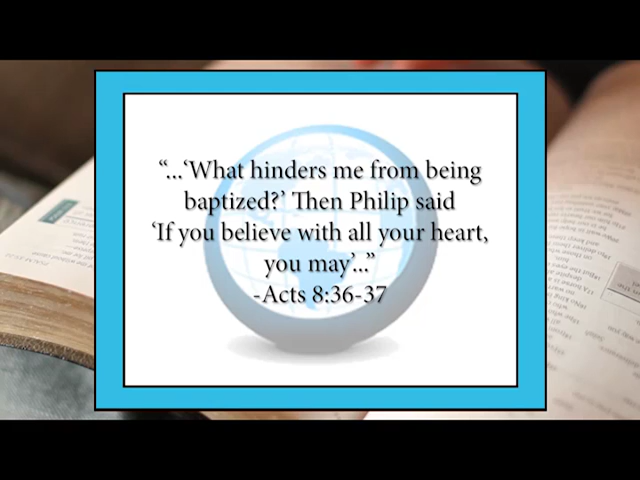 “...‘What hinders me from being
baptized?’ Then Philip said
‘If you believe with all your heart,
you may’...”
-Acts 8:36-37